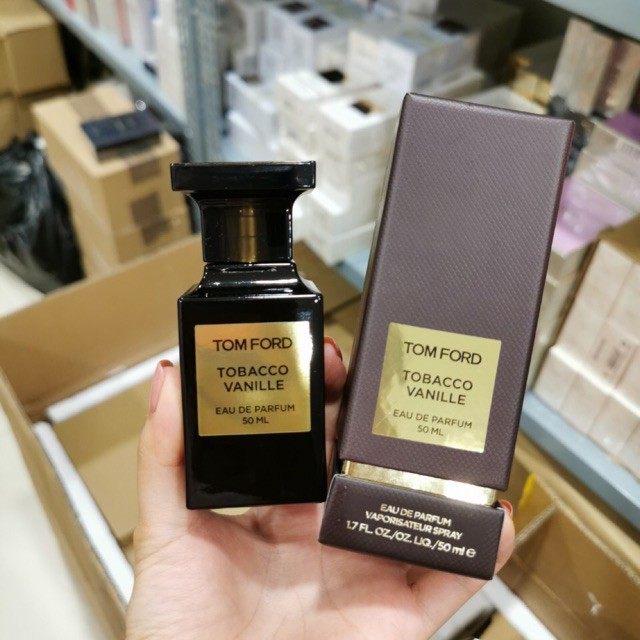 TOM FORD
TOBACCO
VANILLE
EAU DE PARFUM
50 ML
TOM FORD
TOBACCO
VANILLE
EAU DE PARFUM
50 ML
EAU DE PARFUM
VAPORISATEUR SPRAY
1.7 FL. OZ./OZ. LIQ./50 ml e